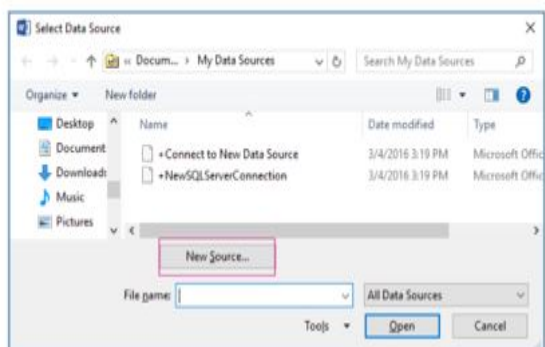 Select Data Source
« Docum... > My Data Sources
Search My Data Sources
Organize
New folder
Name
Date modified
Type
Desktop
Document
Downloads
Music
Pictures
+Connect to New Data Source
3/4/2016 3:19 PM
Microsoft Offic
+NewSQLServerConnection
3/4/2016 3:19 PM
Microsoft Offic
New Source...
File name:
All Data Sources
Tools
Open
Cancel